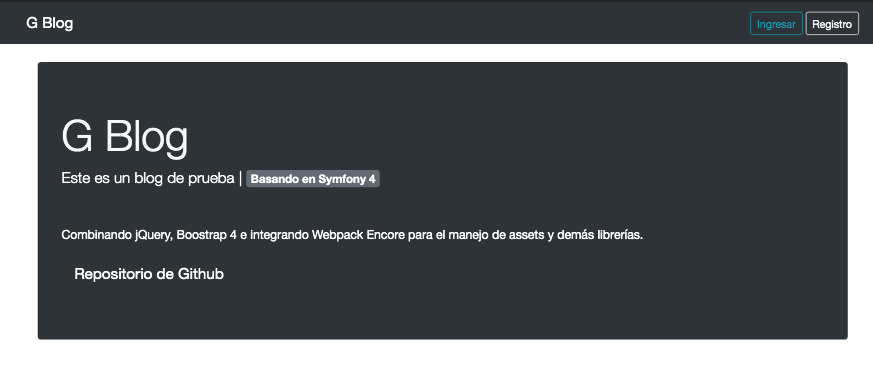 G Blog
Ingresar Registro
G Blog
Este es un blog de prueba | Basando en Symfony 4
Combinando jQuery, Boostrap 4 e integrando Webpack Encore para el manejo de assets y demás librerías.
Repositorio de Github